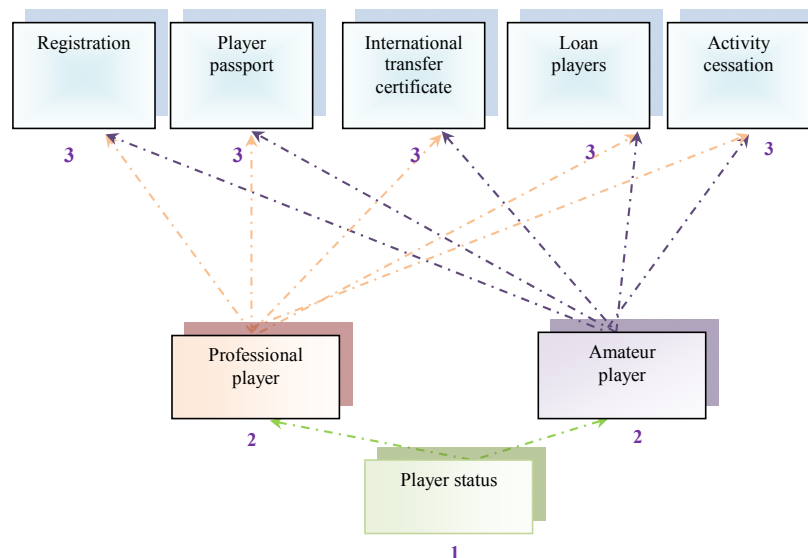 Registration
Player
passport
International
transfer
certificate
Loan
players
Activity
cessation
3
3
3
3
3
Professional
player
Amateur
player
2
2
Player status
1